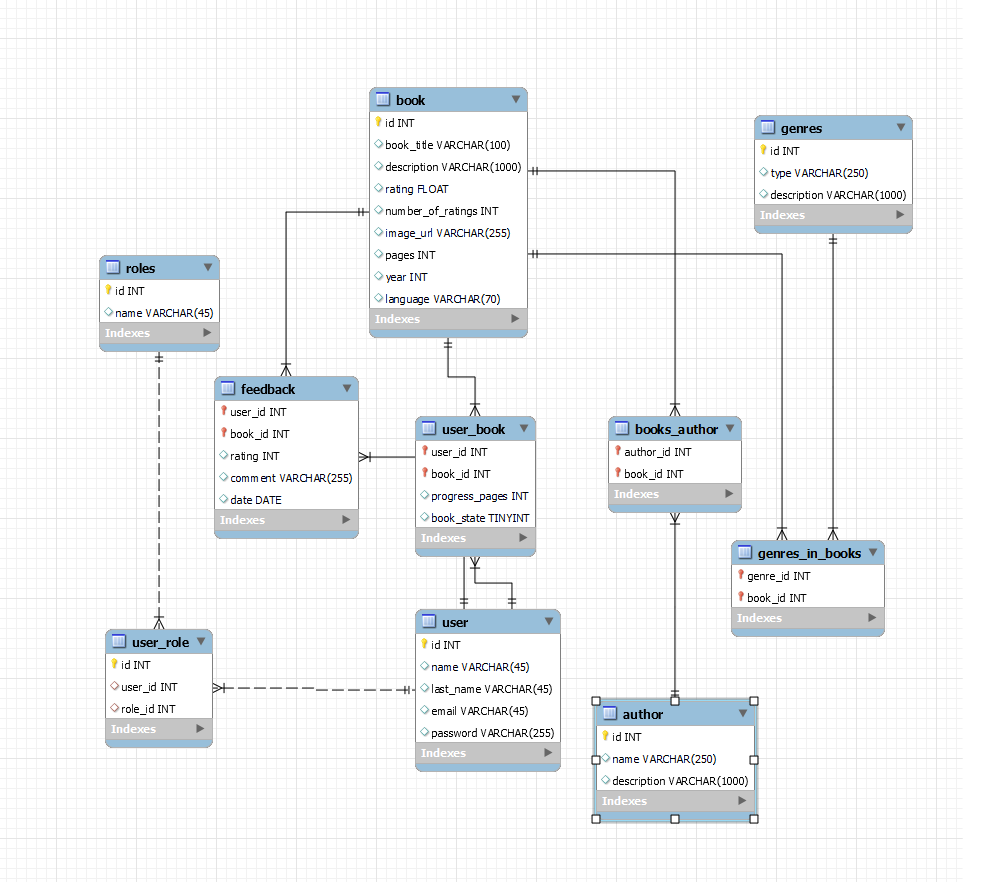 book
id INT
book_title VARCHAR(100)
description VARCHAR(1000)
rating FLOAT
number_of_ratings INT
image_url VARCHAR(255)
pages INT
year INT
language VARCHAR(70)
Indexes
genres
id INT
type VARCHAR(250)
description VARCHAR(1000)
Indexes
roles
id INT
name VARCHAR(45)
Indexes
feedback
user_id INT
book_id INT
rating INT
comment VARCHAR(255)
date DATE
Indexes
user_book
user_id INT
book_id INT
progress_pages INT
book_state TINYINT
Indexes
books_author
author_id INT
book_id INT
Indexes
genres_in_books
genre_id INT
book_id INT
Indexes
user_role
id INT
user_id INT
role_id INT
Indexes
user
id INT
name VARCHAR(45)
last_name VARCHAR(45)
email VARCHAR(45)
password VARCHAR(255)
Indexes
author
id INT
name VARCHAR(250)
description VARCHAR(1000)
Indexes